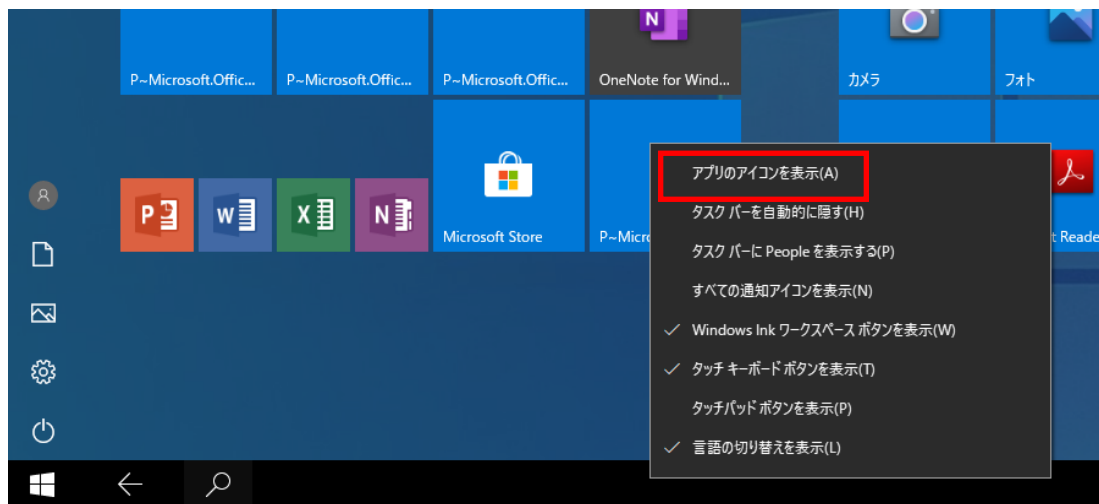 P~Microsoft.Offic...
P~Microsoft.Offic...
P~Microsoft.Offic...
OneNote for Wind...
カメラ
フォト
Microsoft Store
P~Micro
t Reade
アプリのアイコンを表示(A)
タスク バーを自動的に隠す(H)
タスク バーに People を表示する(P)
すべての通知アイコンを表示(N)
Windows Ink ワークスペース ボタンを表示(W)
タッチ キーボード ボタンを表示(T)
タッチパッド ボタンを表示(P)
言語の切り替えを表示(L)